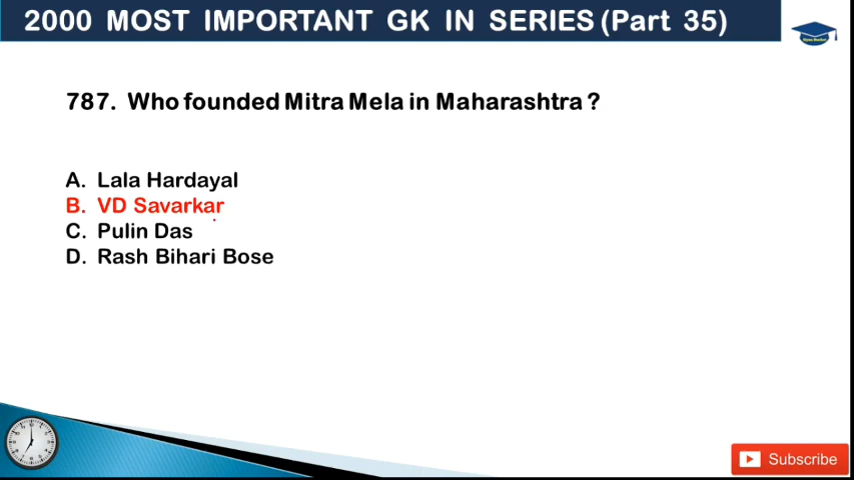 2000 MOST IMPORTANT GK IN SERIES (Part 35)
787. Who founded Mitra Mela in Maharashtra ?
A. Lala Hardayal
B. VD Savarkar
C. Pulin Das
D. Rash Bihari Bose
Subscribe